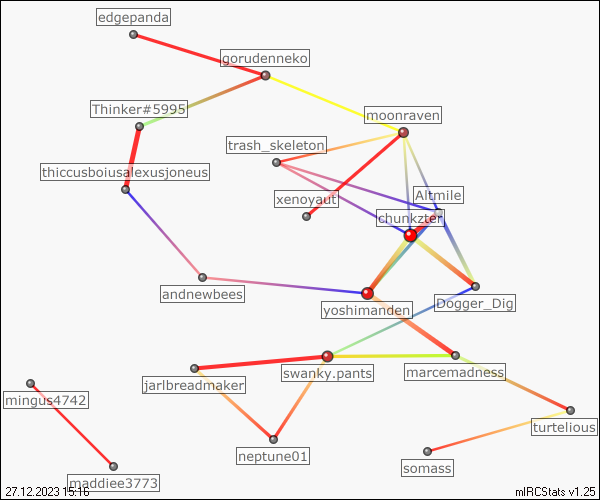 edgepanda
gorudenneko
Thinker#5995
moonraven
trash_skeleton
thiccusboiusalexusjoneus
xenoyaut
Altmile
chunkzter
andnewbees
yoshimanden
Dogger_Dig
swanky.pants
marcemadness
jarlbreadmaker
mingus4742
turtelious
neptune01
somass
maddiee3773
27.12.2023 15:16
mIRCStats v1.25